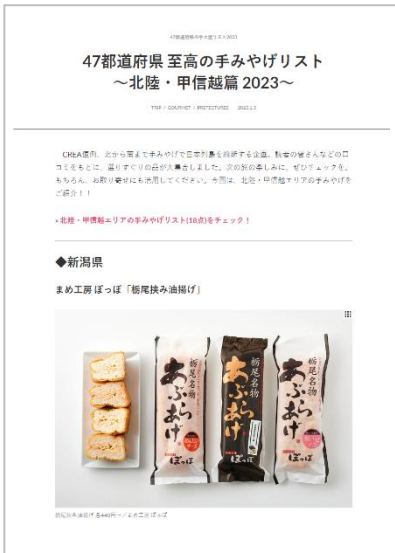 47都道府県 至高の手みやげリスト
～北陸・甲信越篇 2023～
TRIP / GOURMET / PREFECTURES
CREA恒例、北から南まで手みやげで日本列島を縦断する企画。読者の皆さんなどの口
コミをもとに、選りすぐりの品が大集合しました。次の旅の楽しみに、ぜひチェックを。
もちろん、お取り寄せにも活用してください。今回は、北陸・甲信越エリアの手みやげを
ご紹介！！
» 北陸・甲信越エリアの手みやげリスト(18点)をチェック！
◆新潟県
まめ工房 ぽっぽ「栃尾挟み油揚げ」
栃尾名物
あぶらあげ
ぽっぽ
栃尾名物
あぶらあげ
ぽっぽ
栃尾名物
あぶらあげ
ぽっぽ